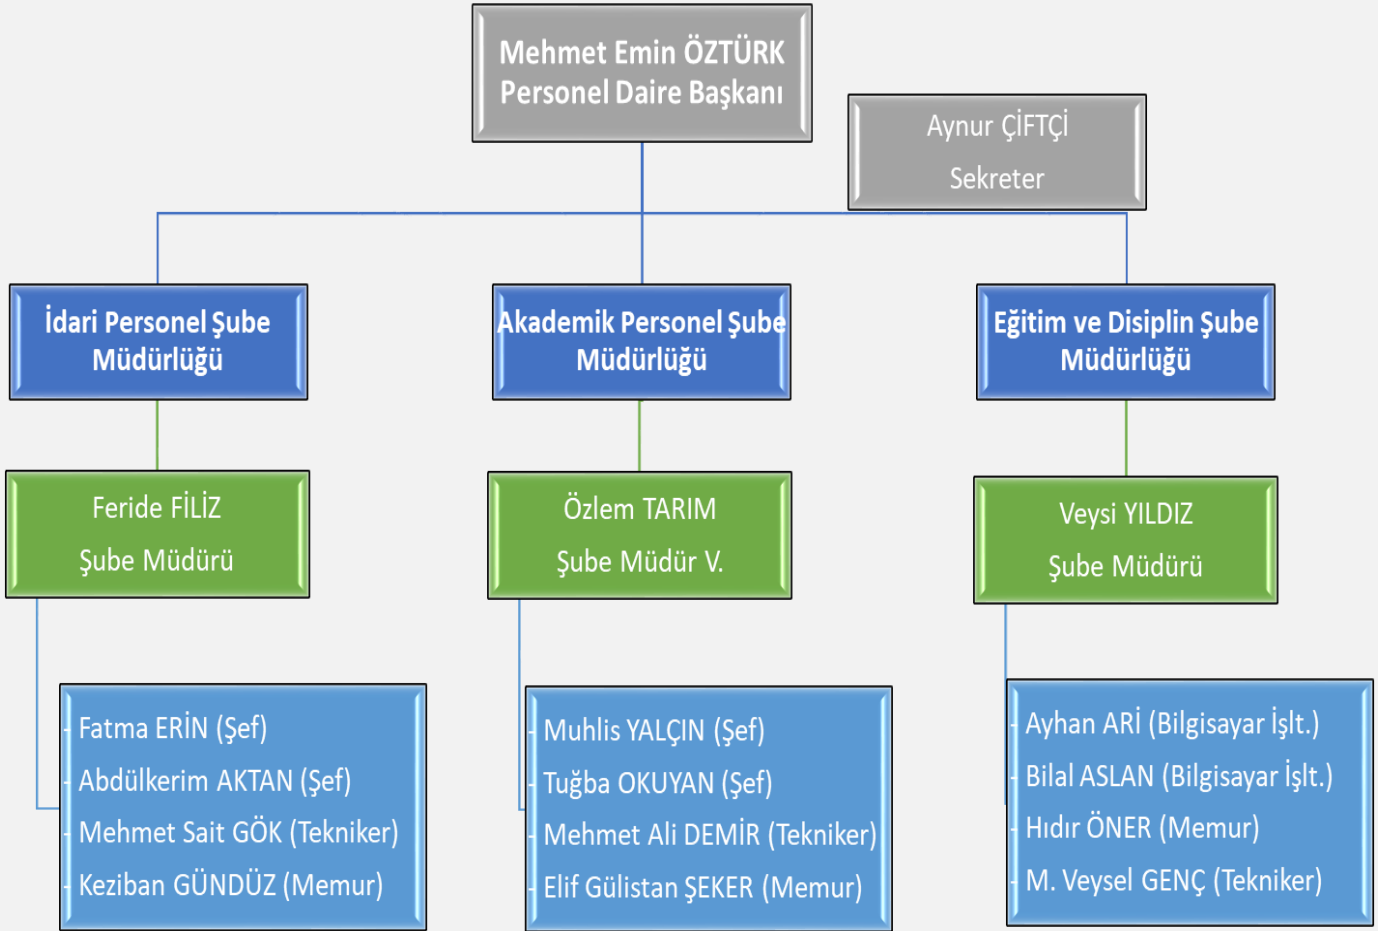 Mehmet Emin ÖZTÜRK
Personel Daire Başkanı
Aynur ÇİFTÇİ
Sekreter
İdari Personel Şube
Müdürlüğü
Akademik Personel Şube
Müdürlüğü
Eğitim ve Disiplin Şube
Müdürlüğü
Feride FİLİZ
Şube Müdürü
Özlem TARIM
Şube Müdür V.
Veysi YILDIZ
Şube Müdürü
- Fatma ERİN (Şef)
- Abdülkerim AKTAN (Şef)
- Mehmet Sait GÖK (Tekniker)
- Keziban GÜNDÜZ (Memur)
- Muhlis YALÇIN (Şef)
- Tuğba OKUYAN (Şef)
- Mehmet Ali DEMİR (Tekniker)
- Elif Gülistan ŞEKER (Memur)
- Ayhan ARİ (Bilgisayar İşlt.)
- Bilal ASLAN (Bilgisayar İşlt.)
- Hıdır ÖNER (Memur)
- M. Veysel GENÇ (Tekniker)